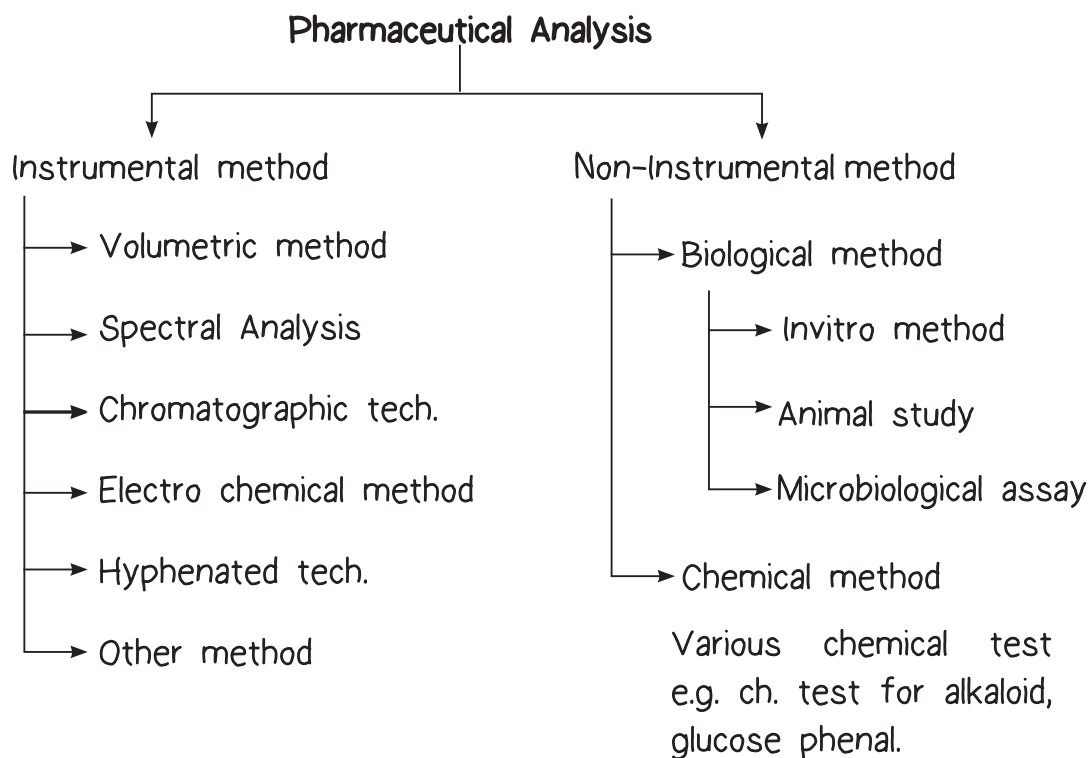 Pharmaceutical Analysis
Instrumental method
Volumetric method
Spectral Analysis
Chromatographic tech.
Electro chemical method
Hyphenated tech.
Other method
Non-Instrumental method
Biological method
Invitro method
Animal study
Microbiological assay
Chemical method
Various chemical test
e.g. ch. test for alkaloid,
glucose phenal.